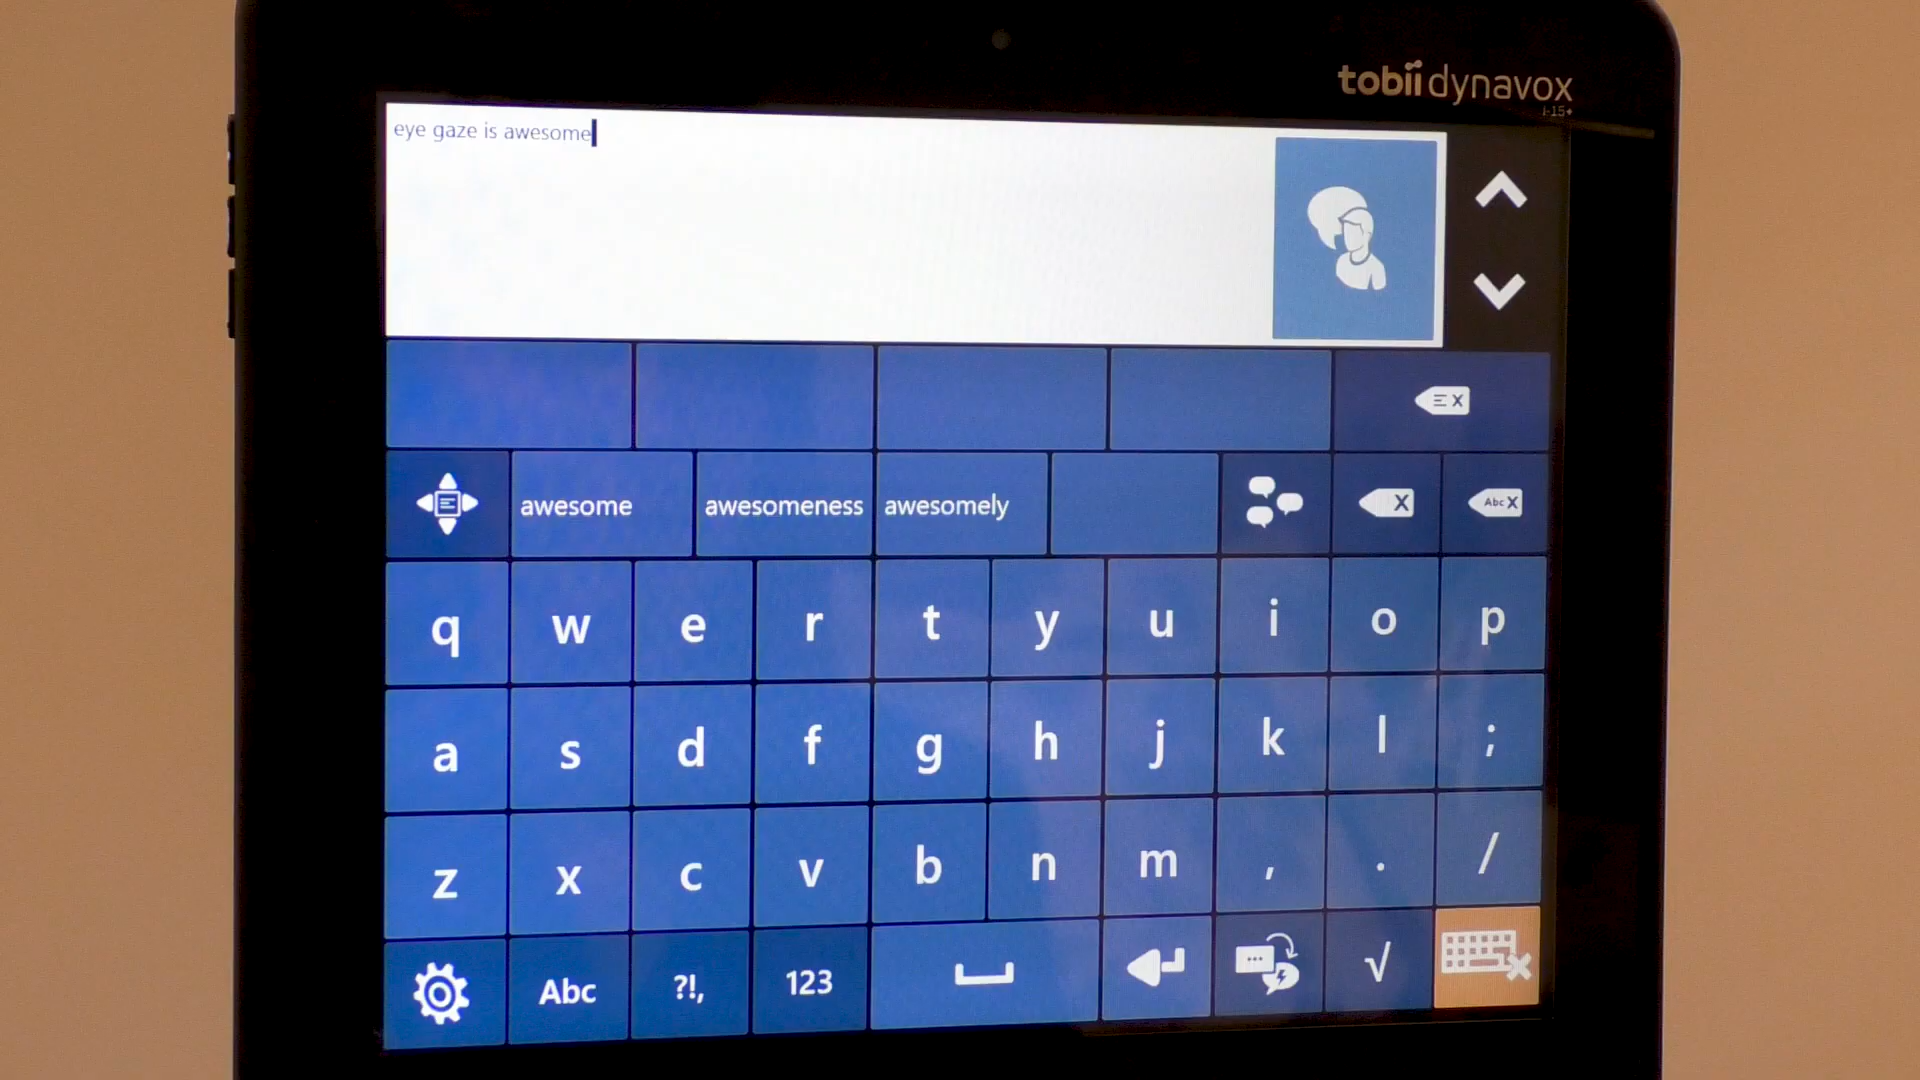 tobii dynavox
I-15+
eye gaze is awesome
x
awesome awesomeness awesomely X Abc X
q w e r t y u i o p
a s d f g h j k l ;
z x c v b n m , . /
Abc ?!, 123 √